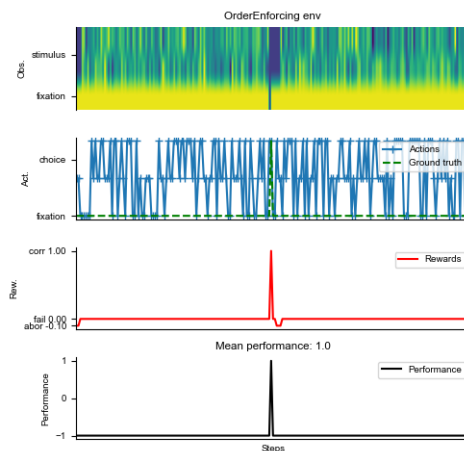 OrderEnforcing env
Obs.
stimulus
fixation
Act.
choice
fixation
Actions
Ground truth
Rew.
corr 1.00
fail 0.00
abor -0.10
Rewards
Mean performance: 1.0
Performance
1
0
−1
Performance
Steps